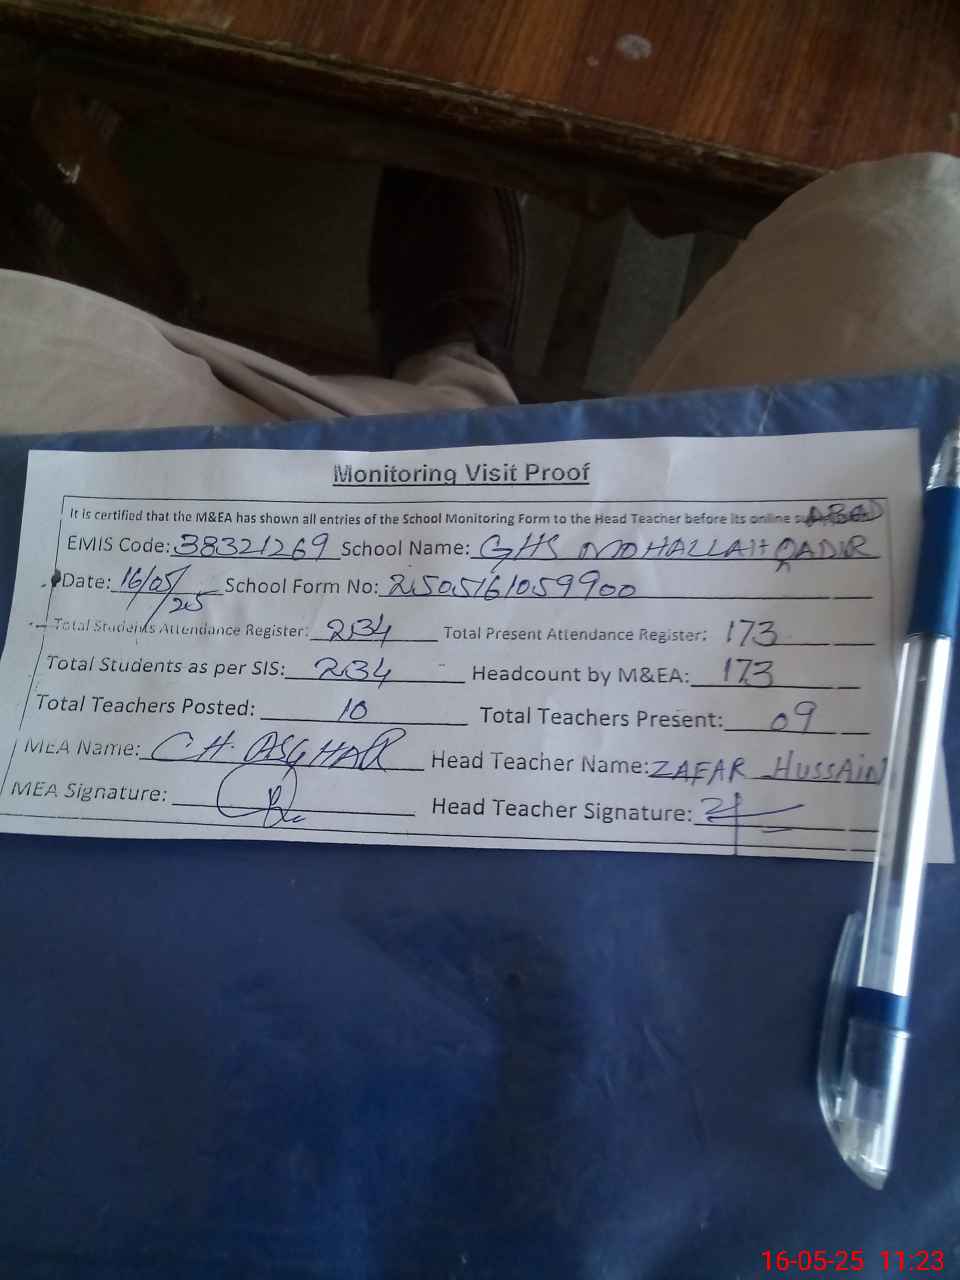 Monitoring Visit Proof
It is certified that the M&EA has shown all entries of the School Monitoring Form to the Head Teacher before its online
ABAD
EMIS Code: 38321269 School Name: GHS MOHALLAH QADIR
Date: 16/05/25 School Form No: 2505161059900
Total Students Attendance Register: 234 Total Present Attendance Register: 173
Total Students as per SIS: 234 Headcount by M&EA: 173
Total Teachers Posted: 10 Total Teachers Present: 09
MEA Name: CH. ASGHAR Head Teacher Name: ZAFAR HUSSAIN
MEA Signature: Head Teacher Signature:
16-05-25 11:23